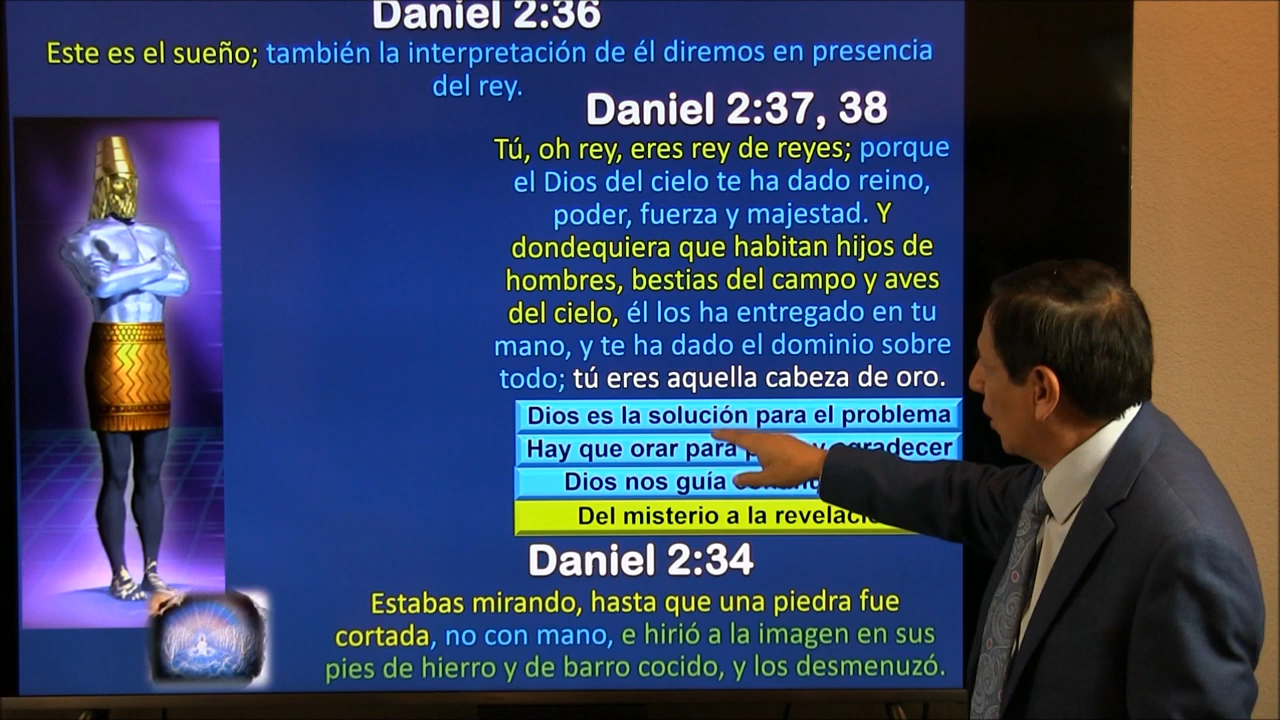 Daniel 2:36
Este es el sueño; también la interpretación de él diremos en presencia
del rey.
Daniel 2:37, 38
Tú, oh rey, eres rey de reyes; porque
el Dios del cielo te ha dado reino,
poder, fuerza y majestad. Y
dondequiera que habitan hijos de
hombres, bestias del campo y aves
del cielo, él los ha entregado en tu
mano, y te ha dado el dominio sobre
todo; tú eres aquella cabeza de oro.
Dios es la solución para el problema
Hay que orar para y agradecer
Dios nos guía
Del misterio a la
Daniel 2:34
Estabas mirando, hasta que una piedra fue
cortada, no con mano, e hirió a la imagen en sus
pies de hierro y de barro cocido, y los desmenuzó.